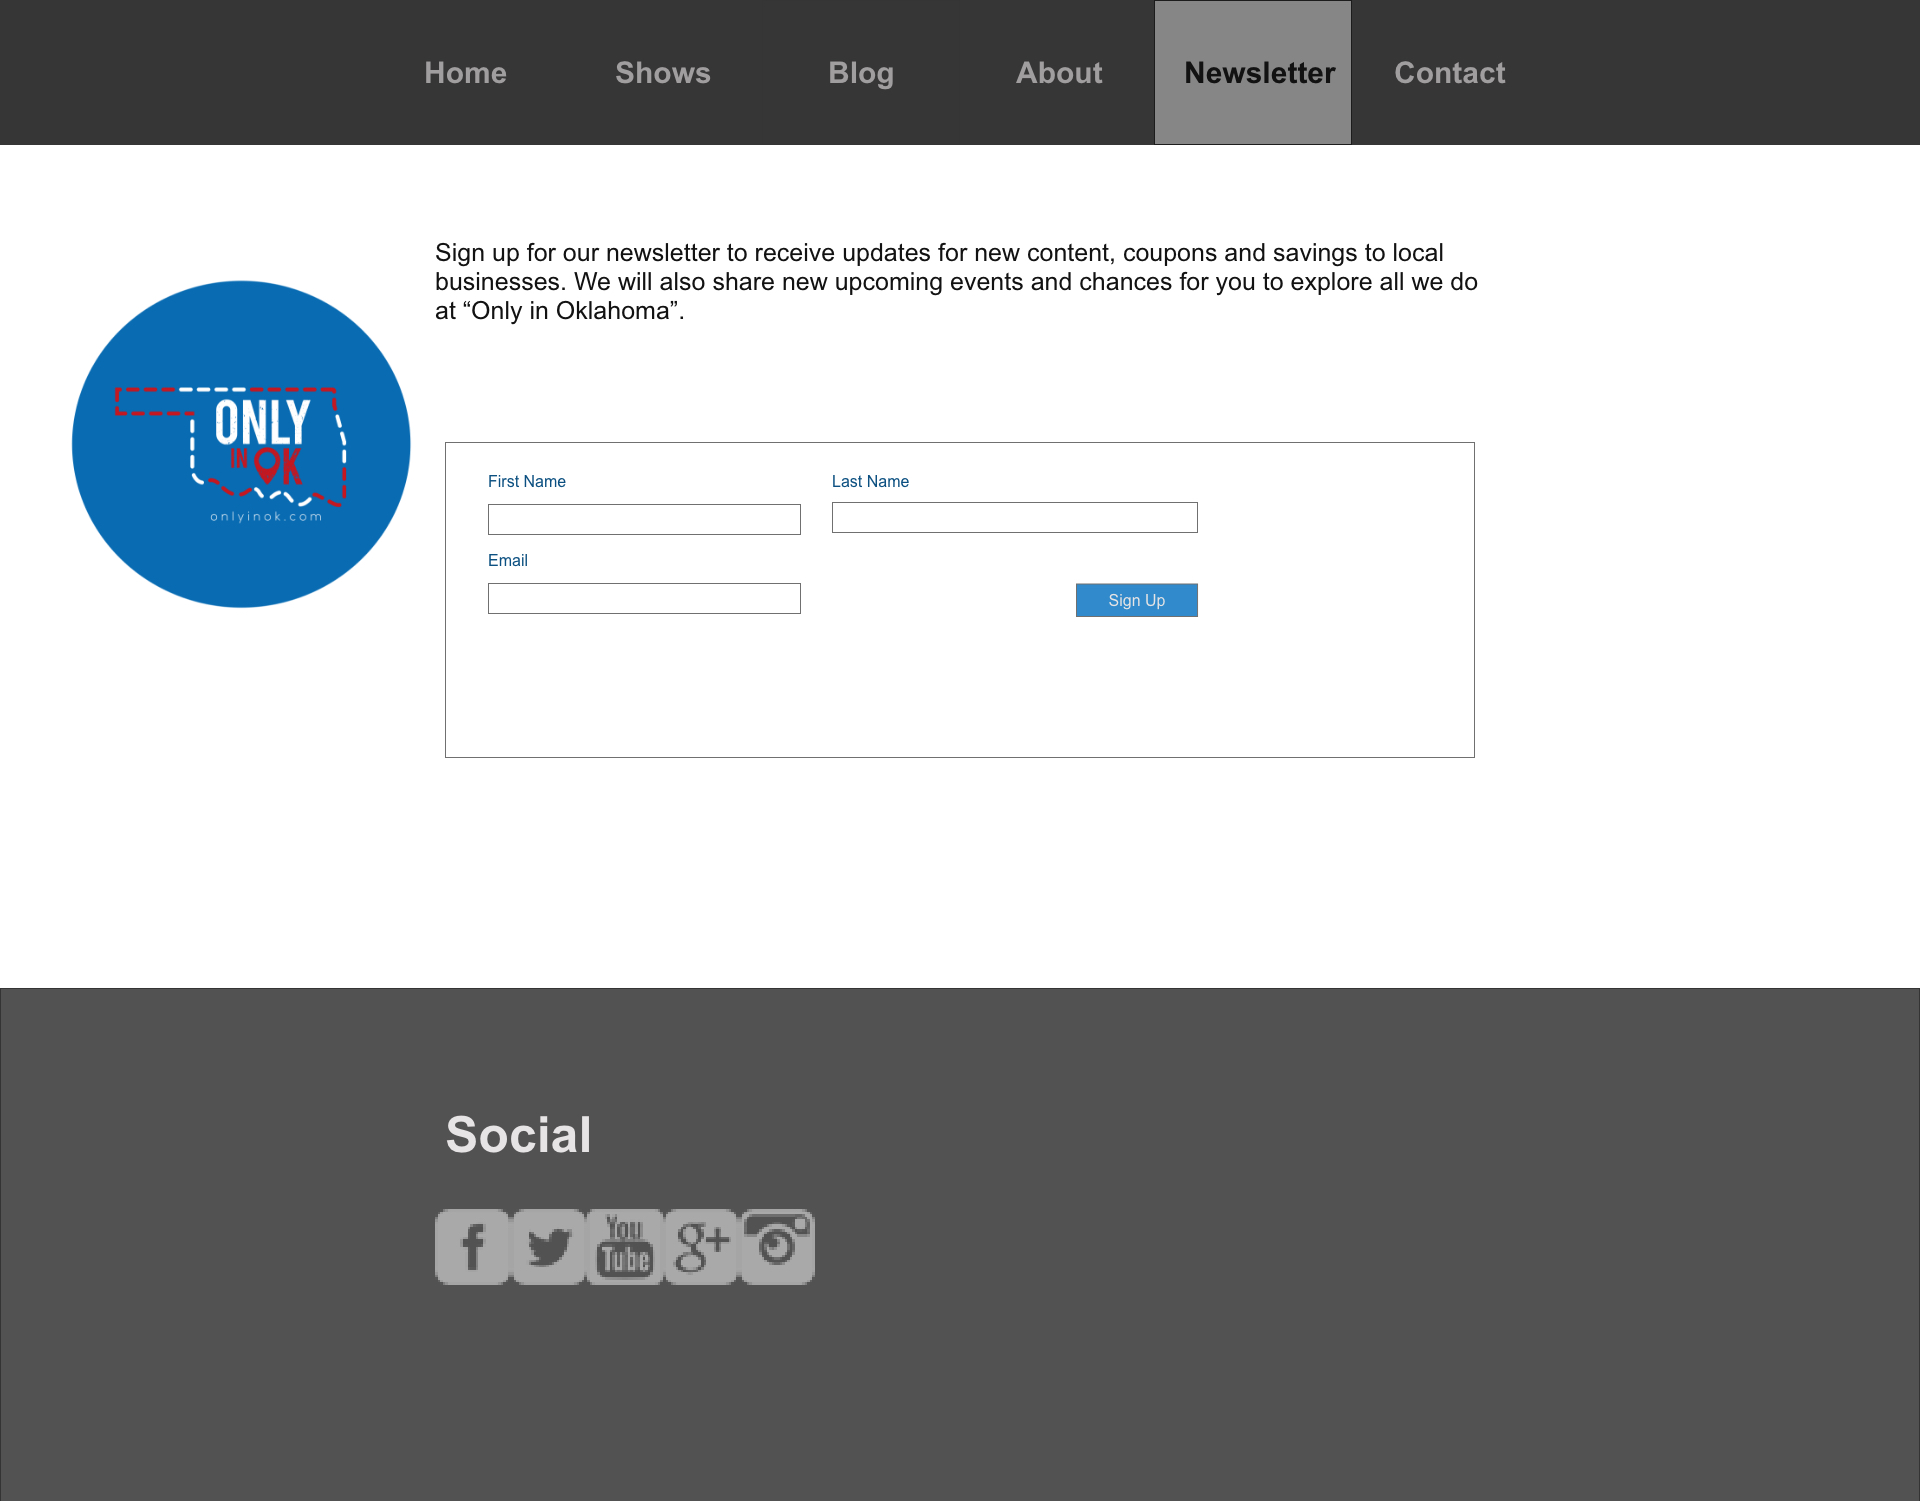 Home Shows Blog About Newsletter Contact
Sign up for our newsletter to receive updates for new content, coupons and savings to local
businesses. We will also share new upcoming events and chances for you to explore all we do
at “Only in Oklahoma”.
ONLY
IN OK
onlyinok.com
First Name Last Name
Email
Sign Up
Social
f You Tube g+